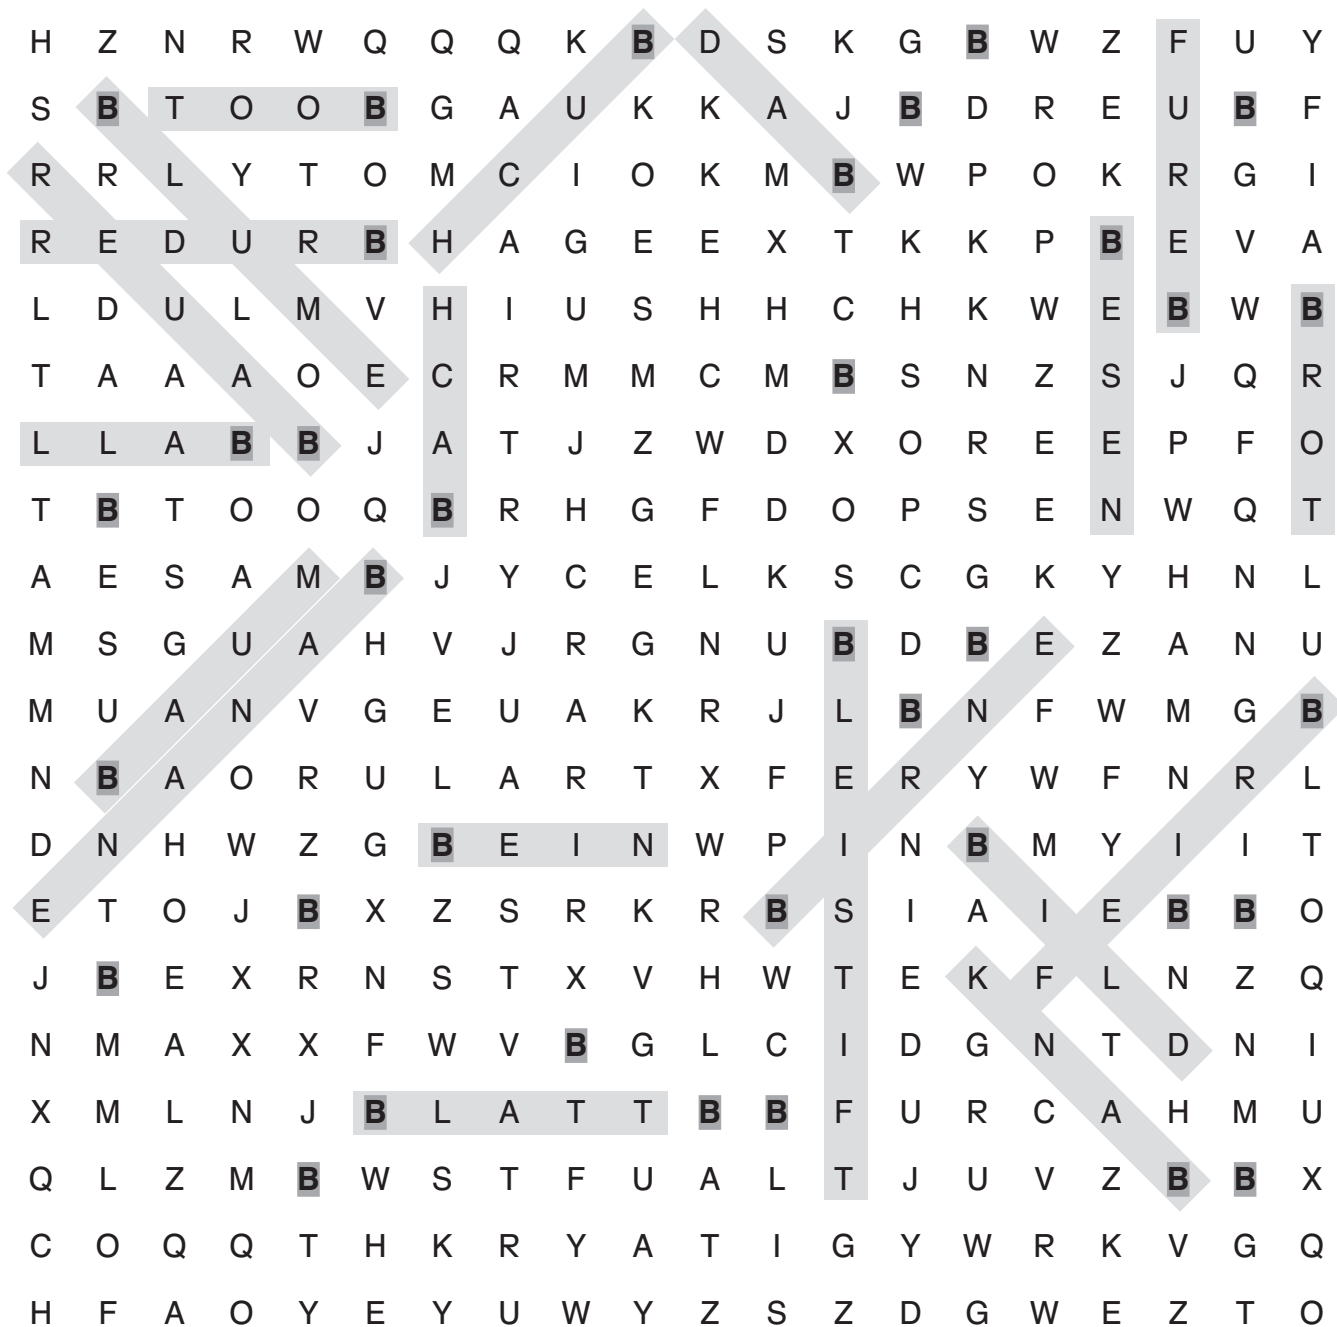 H Z N R W Q Q Q K B D S K G B W Z F U Y
S B T O O B G A U K K A J B D R E U B F
R R L Y T O M C I O K M B W P O K R G I
R E D U R B H A G E E X T K K P B E V A
L D U L M V H I U S H H C H K W E B W B
T A A A O E C R M M C M B S N Z S J Q R
L L A B B J A T J Z W D X O R E E P F O
T B T O O Q B R H G F D O P S E N W Q T
A E S A M B J Y C E L K S C G K Y H N L
M S G U A H V J R G N U B D B E Z A N U
M U A N V G E U A K R J L B N F W M G B
N B A O R U L A R T X F E R Y W F N R L
D N H W Z G B E I N W P I N B M Y I I T
E T O J B X Z S R K R B S I A I E B B O
J B E X R N S T X V H W T E K F L N Z Q
N M A X X F W V B G L C I D G N T D N I
X M L N J B L A T T B B F U R C A H M U
Q L Z M B W S T F U A L T J U V Z B B X
C O Q Q T H K R Y A T I G Y W R K V G Q
H F A O Y E Y U W Y Z S Z D G W E Z T O